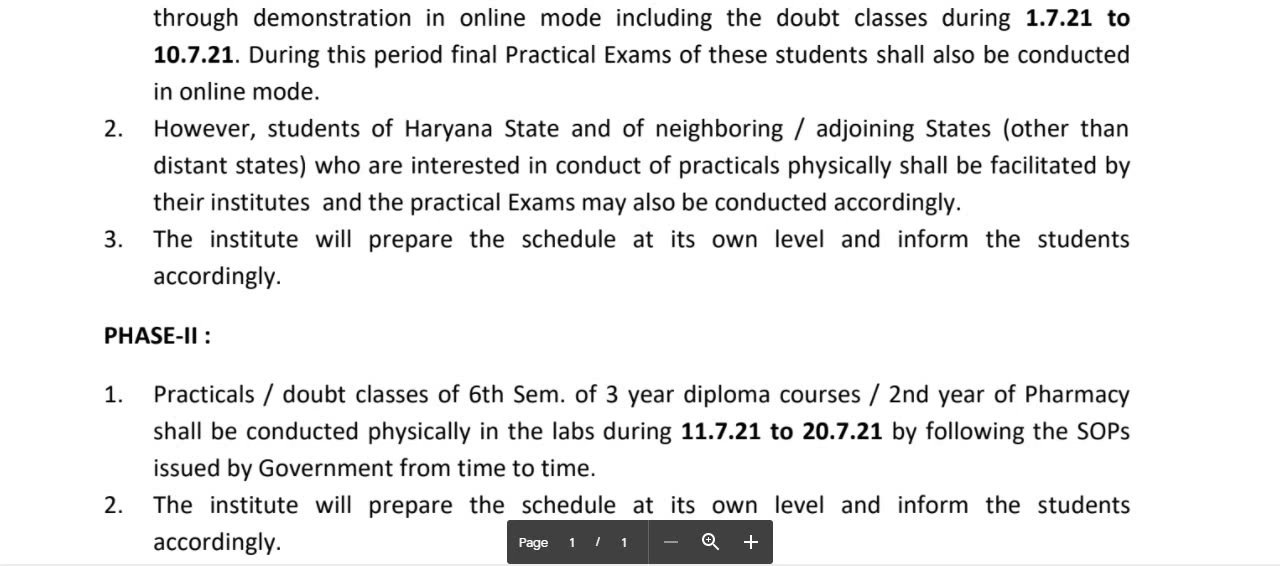 through demonstration in online mode including the doubt classes during 1.7.21 to
10.7.21. During this period final Practical Exams of these students shall also be conducted
in online mode.
2. However, students of Haryana State and of neighboring / adjoining States (other than
distant states) who are interested in conduct of practicals physically shall be facilitated by
their institutes and the practical Exams may also be conducted accordingly.
3. The institute will prepare the schedule at its own level and inform the students
accordingly.
PHASE-II :
1. Practicals / doubt classes of 6th Sem. of 3 year diploma courses / 2nd year of Pharmacy
shall be conducted physically in the labs during 11.7.21 to 20.7.21 by following the SOPs
issued by Government from time to time.
2. The institute will prepare the schedule at its own level and inform the students
accordingly.
Page 1 / 1